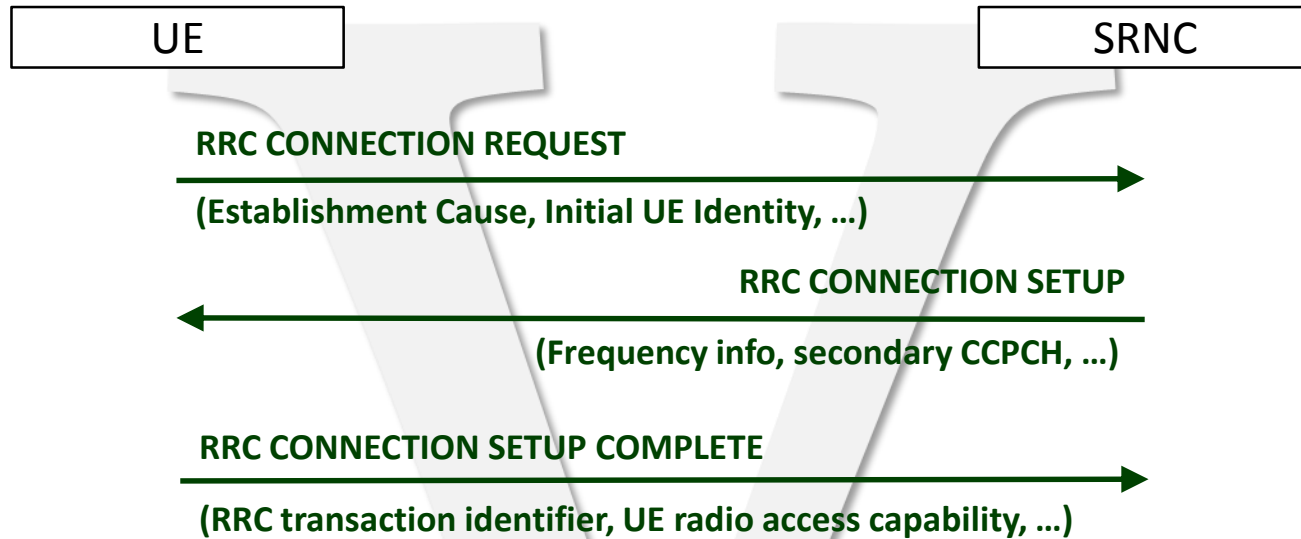 UE
SRNC
RRC CONNECTION REQUEST
(Establishment Cause, Initial UE Identity, …)
RRC CONNECTION SETUP
(Frequency info, secondary CCPCH, …)
RRC CONNECTION SETUP COMPLETE
(RRC transaction identifier, UE radio access capability, …)